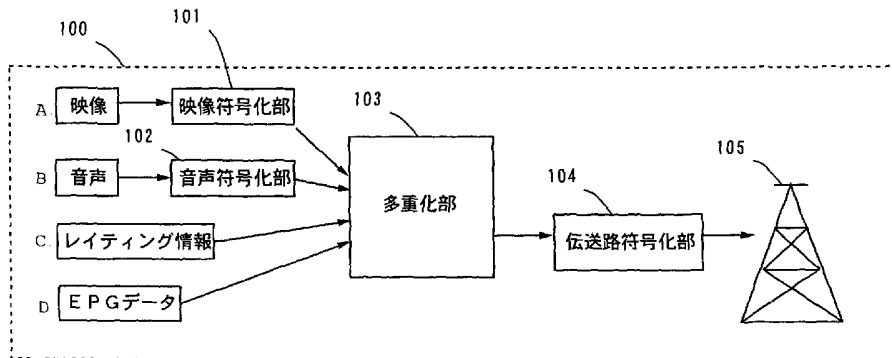 100
101
A. 映像 映像符号化部
102
B 音声 音声符号化部
103
多重化部
104
伝送路符号化部
105
C. レイティング情報
D EPGデータ